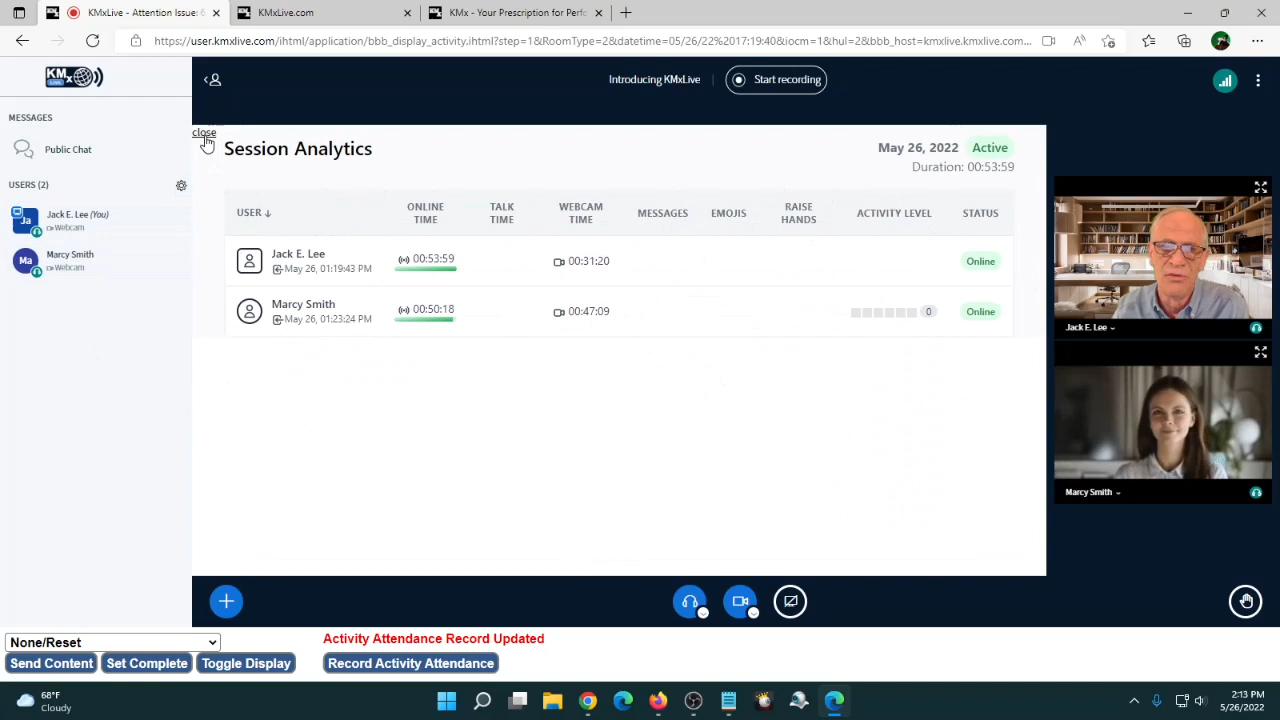 KMxLive - Attention Issue: 6
KMxLive.com
KMx - Your Prescription for Perfo
https://user.kmxlive.com/ihtml/application/bbb_display_activity.ihtml?step=1&RoomType=2&datetime=05/26/22%2017:19:40&iocm=1&hul=2&bbb_host=kmxlive.kmxlive.com...
KMx
LIVE
Introducing KMxLive
Start recording
MESSAGES
Public Chat
USERS (2)
Ja
Jack E. Lee (You)
Webcam
Ma
Marcy Smith
Webcam
close
Session Analytics
May 26, 2022
Active
Duration: 00:53:59
USER
ONLINE TIME
TALK TIME
WEBCAM TIME
MESSAGES
EMOJIS
RAISE HANDS
ACTIVITY LEVEL
STATUS
Jack E. Lee
May 26, 01:19:43 PM
00:53:59
00:31:20
Online
Marcy Smith
May 26, 01:23:24 PM
00:50:18
00:47:09
0
Online
Jack E. Lee
Marcy Smith
None/Reset
Activity Attendance Record Updated
Send Content
Set Complete
Toggle Display
Record Activity Attendance
68°F
Cloudy
2:13 PM
5/26/2022